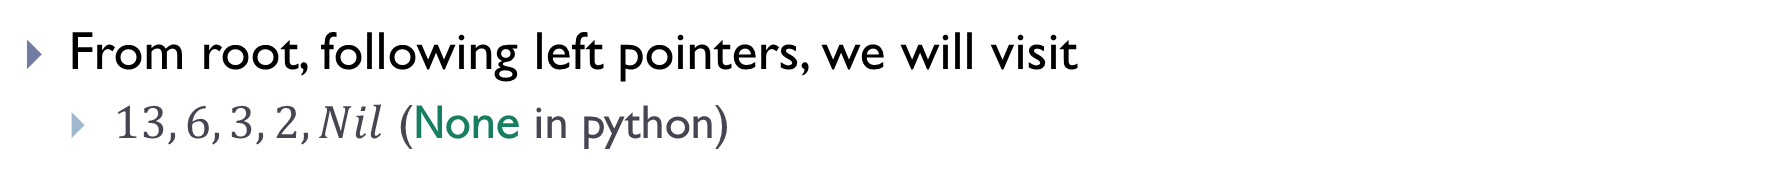 From root, following left pointers, we will visit
13, 6, 3, 2, Nil (None in python)